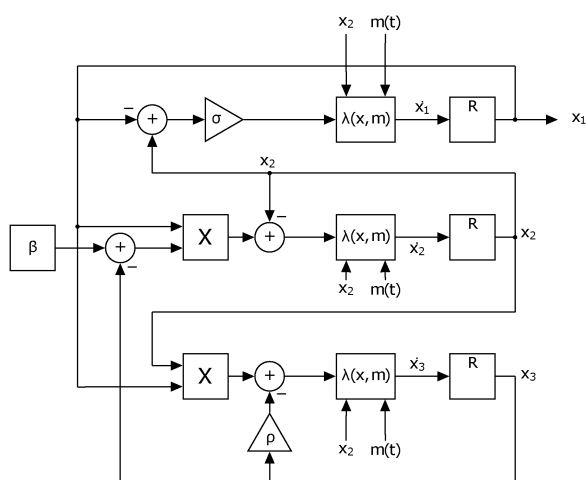 x₂ m(t)
− + σ λ(x,m) ẋ₁ R x₁
x₂
β + − X + − λ(x,m) ẋ₂ R x₂
x₂ m(t)
X + − λ(x,m) ẋ₃ R x₃
ρ x₂ m(t)